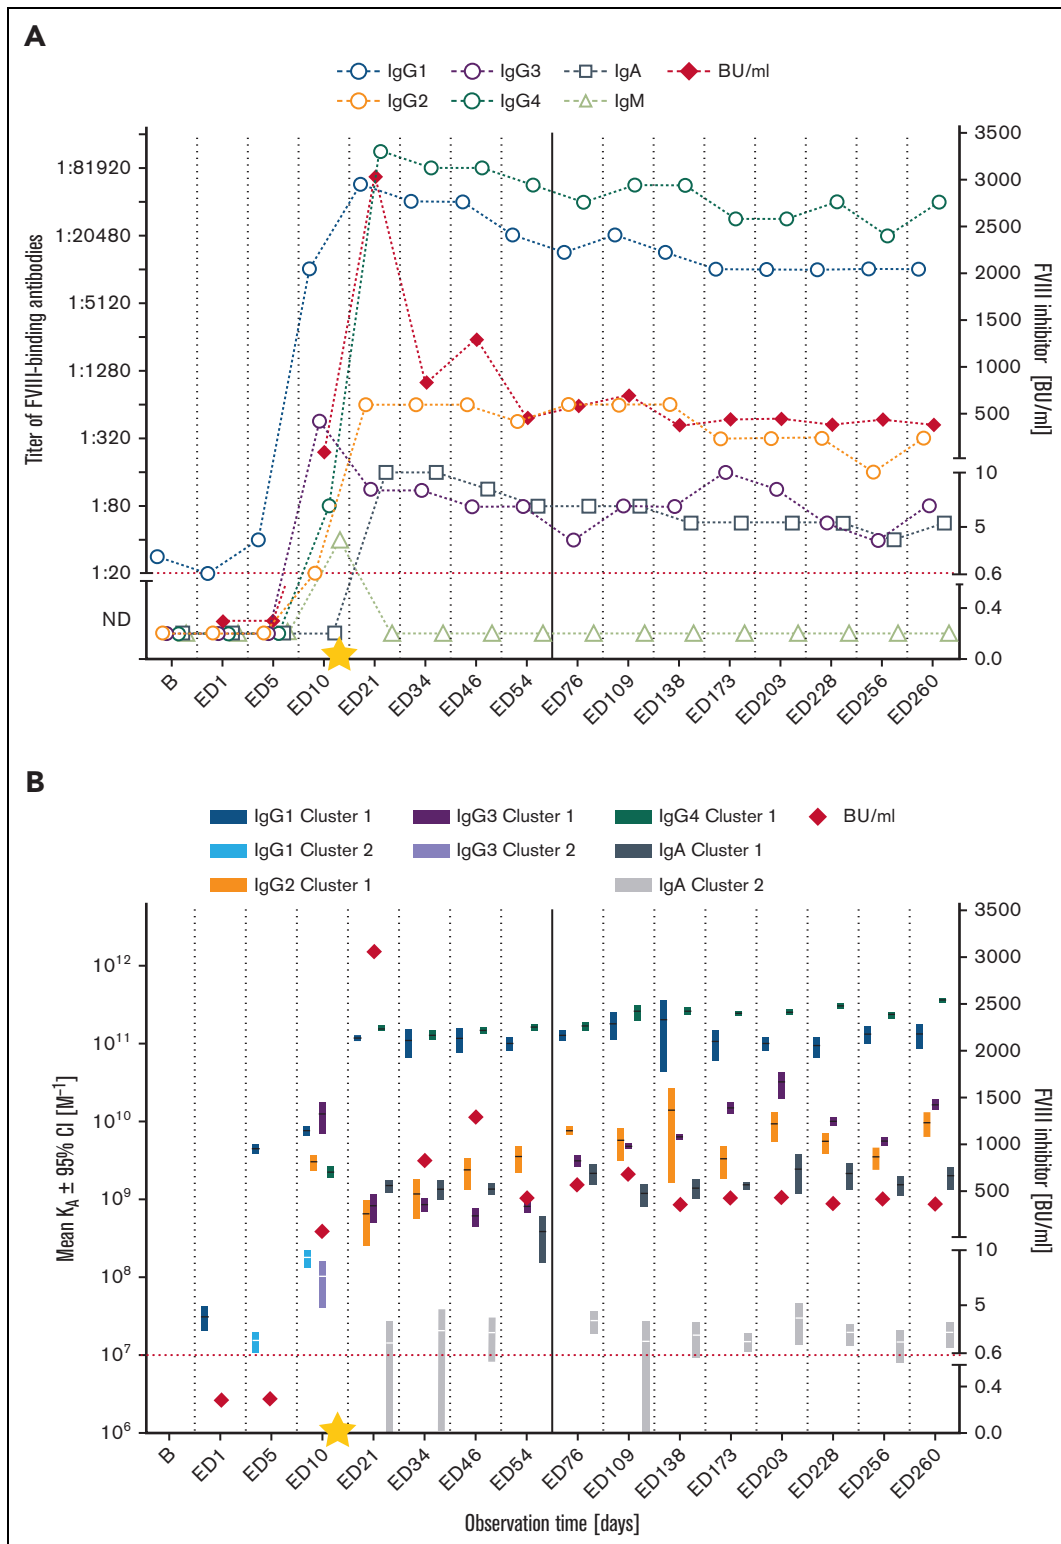 A
IgG1 IgG3 IgA BU/ml
IgG2 IgG4 IgM
Titer of FVIII-binding antibodies
1:81920
1:20480
1:5120
1:1280
1:320
1:80
1:20
ND
3500
3000
2500
2000
1500
1000
500
10
5
0.6
0.4
0.0
FVIII inhibitor [BU/ml]
B ED1 ED5 ED10 ED21 ED34 ED46 ED54 ED76 ED109 ED138 ED173 ED203 ED228 ED256 ED260
B
IgG1 Cluster 1 IgG3 Cluster 1 IgG4 Cluster 1 BU/ml
IgG1 Cluster 2 IgG3 Cluster 2 IgA Cluster 1
IgG2 Cluster 1 IgA Cluster 2
Mean K_A ± 95% CI [M⁻¹]
10¹²
10¹¹
10¹⁰
10⁹
10⁸
10⁷
10⁶
3500
3000
2500
2000
1500
1000
500
10
5
0.6
0.4
0.0
FVIII inhibitor [BU/ml]
B ED1 ED5 ED10 ED21 ED34 ED46 ED54 ED76 ED109 ED138 ED173 ED203 ED228 ED256 ED260
Observation time [days]